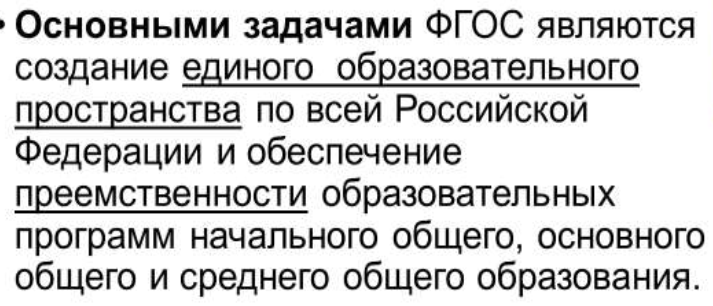 • Основными задачами ФГОС являются
создание единого образовательного
пространства по всей Российской
Федерации и обеспечение
преемственности образовательных
программ начального общего, основного
общего и среднего общего образования.